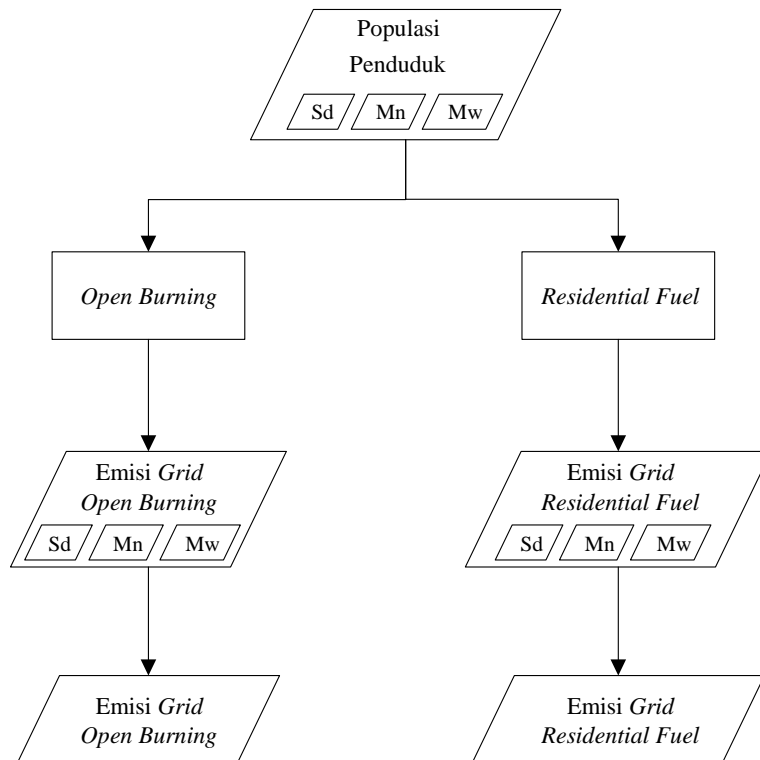 Populasi
Penduduk
Sd Mn Mw
Open Burning
Residential Fuel
Emisi Grid
Open Burning
Sd Mn Mw
Emisi Grid
Residential Fuel
Sd Mn Mw
Emisi Grid
Open Burning
Emisi Grid
Residential Fuel